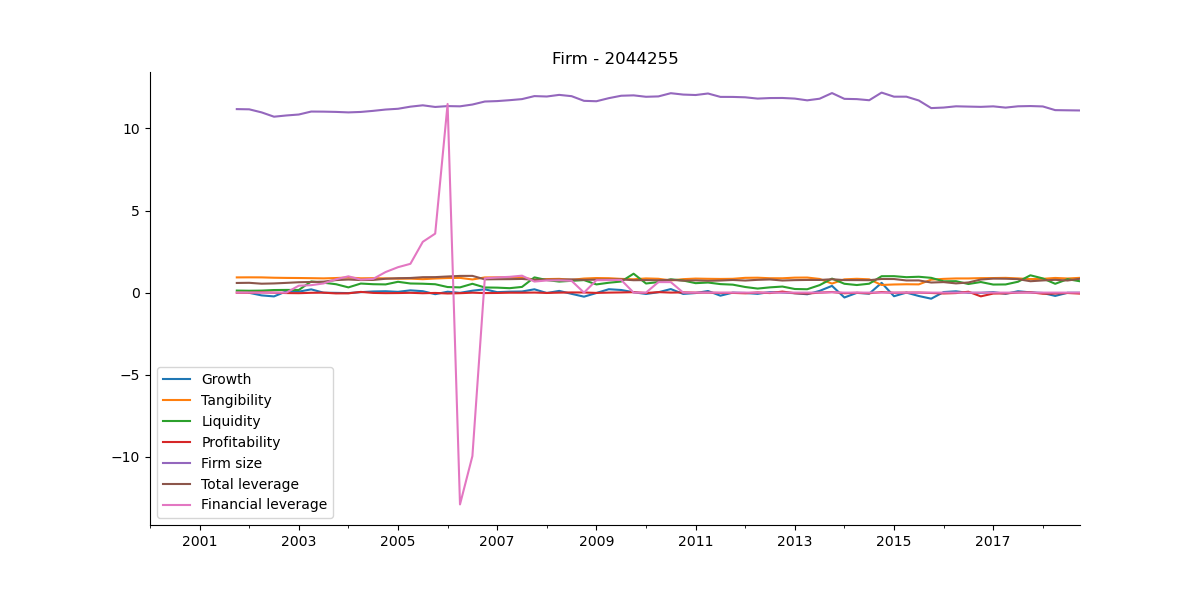 Firm - 2044255
10
5
0
−5
−10
Growth
Tangibility
Liquidity
Profitability
Firm size
Total leverage
Financial leverage
2001 2003 2005 2007 2009 2011 2013 2015 2017